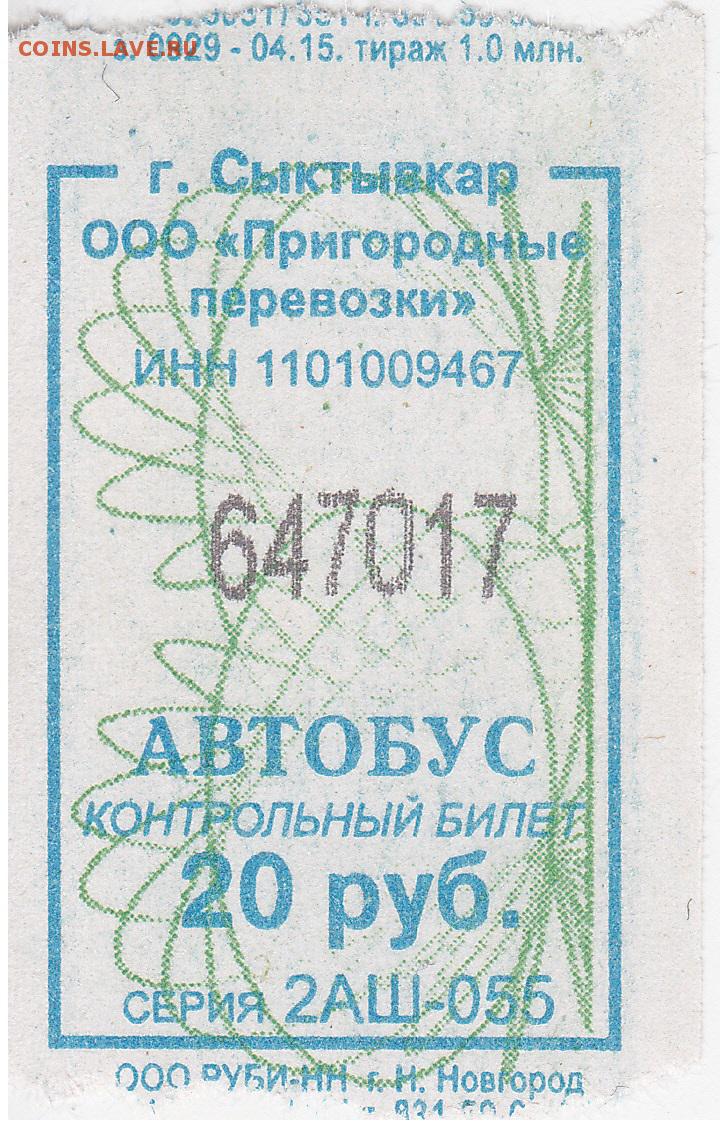 COINS.LAVE.RU
з. 0829 - 04.15. тираж 1.0 млн.
г. Сыктывкар
ООО «Пригородные
перевозки»
ИНН 1101009467
647017
АВТОБУС
КОНТРОЛЬНЫЙ БИЛЕТ
20 руб.
СЕРИЯ 2АШ-055
ООО РУБИ-НН г. Н. Новгород